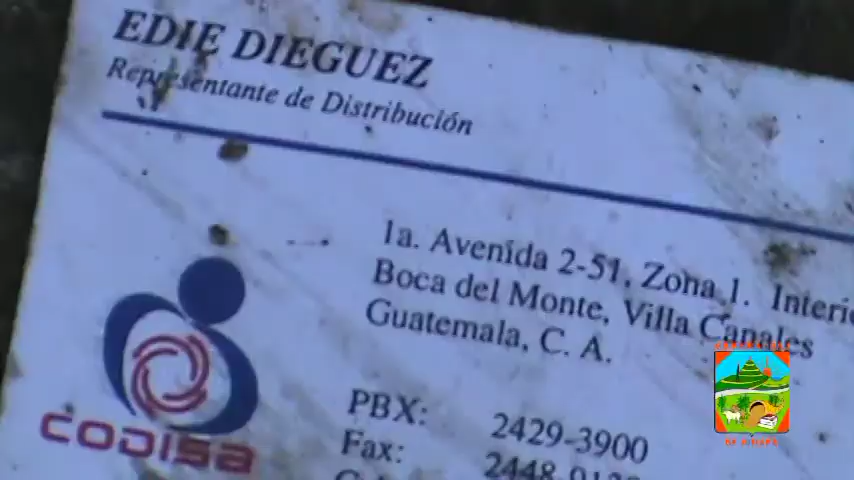 EDIE DIEGUEZ
Representante de Distribución
1a. Avenida 2-51, Zona 1.
Boca del Monte, Villa Canales
Guatemala, C. A.
PBX: 2429-3900
Fax:
CODISA